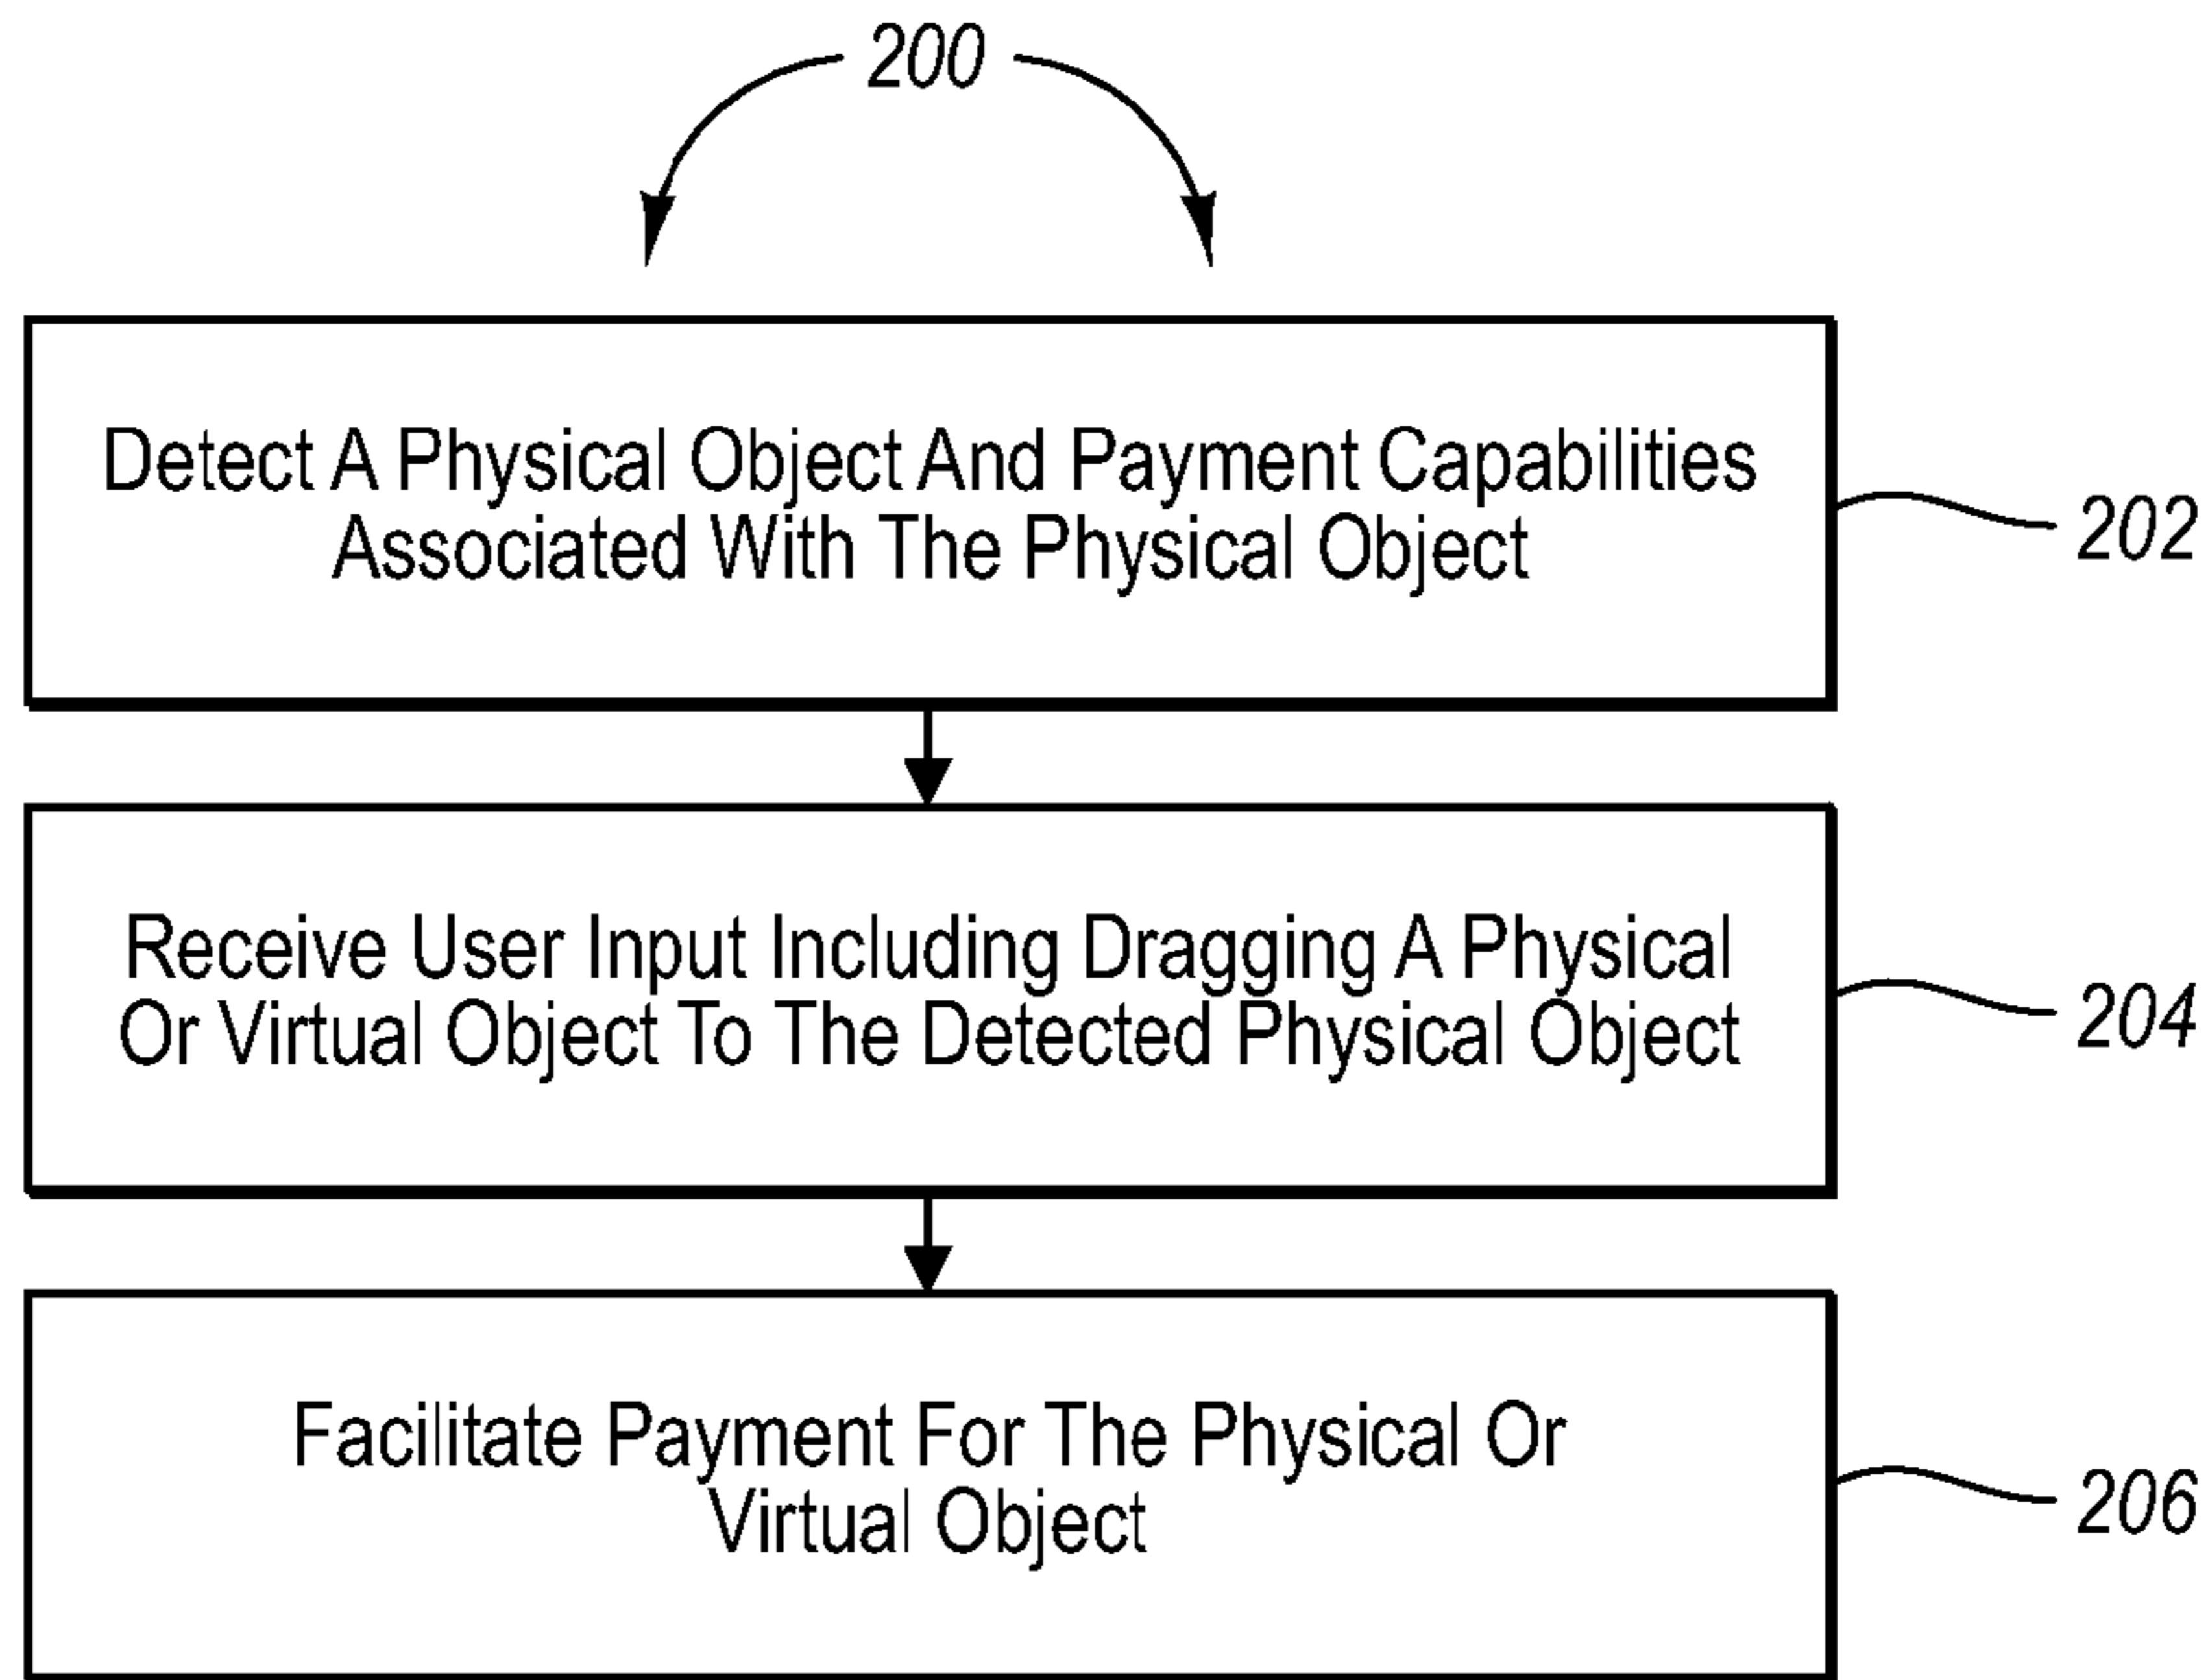 200
Detect A Physical Object And Payment Capabilities
Associated With The Physical Object
202
Receive User Input Including Dragging A Physical
Or Virtual Object To The Detected Physical Object
204
Facilitate Payment For The Physical Or
Virtual Object
206